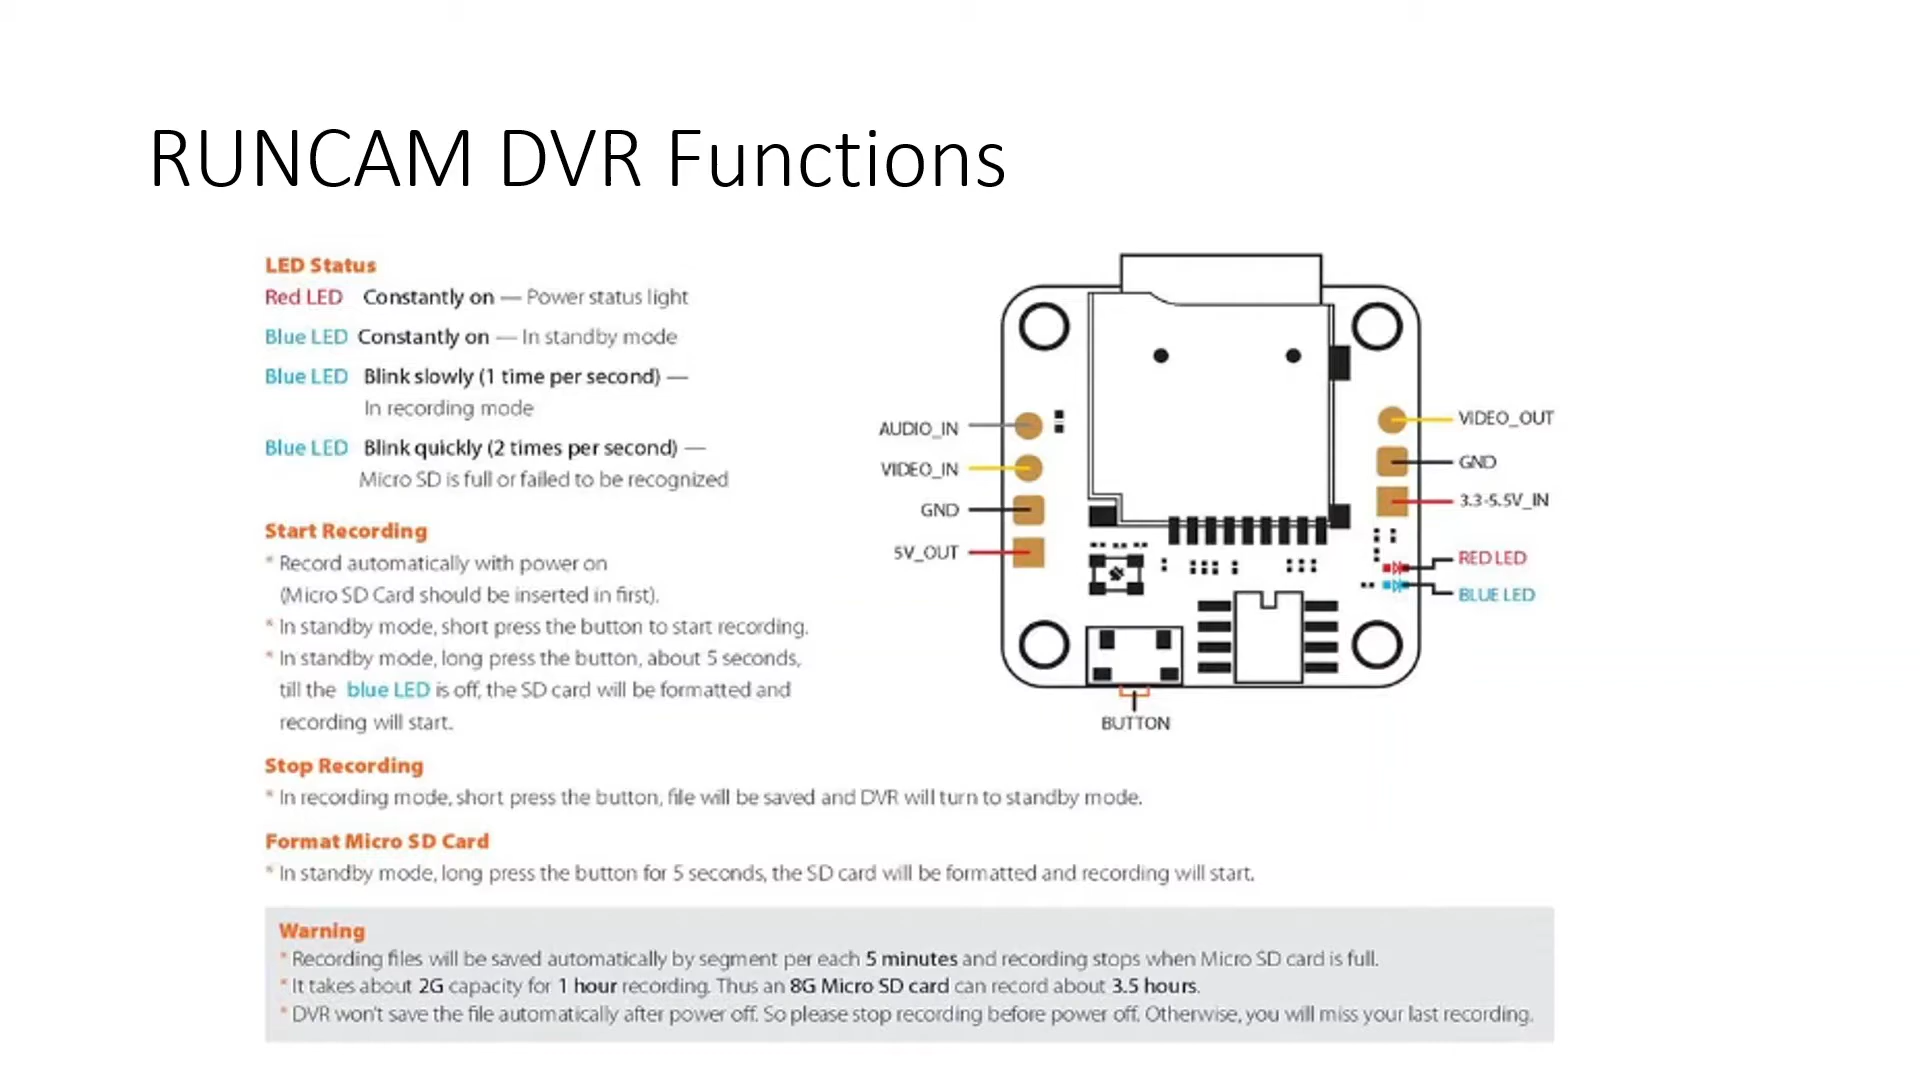 RUNCAM DVR Functions
LED Status
Red LED Constantly on — Power status light
Blue LED Constantly on — In standby mode
Blue LED Blink slowly (1 time per second) —
In recording mode
Blue LED Blink quickly (2 times per second) —
Micro SD is full or failed to be recognized
Start Recording
* Record automatically with power on
(Micro SD Card should be inserted in first).
* In standby mode, short press the button to start recording.
* In standby mode, long press the button, about 5 seconds,
till the blue LED is off, the SD card will be formatted and
recording will start.
AUDIO_IN
VIDEO_IN
GND
5V_OUT
VIDEO_OUT
GND
3.3-5.5V_IN
RED LED
BLUE LED
BUTTON
Stop Recording
* In recording mode, short press the button, file will be saved and DVR will turn to standby mode.
Format Micro SD Card
* In standby mode, long press the button for 5 seconds, the SD card will be formatted and recording will start.
Warning
* Recording files will be saved automatically by segment per each 5 minutes and recording stops when Micro SD card is full.
* It takes about 2G capacity for 1 hour recording. Thus an 8G Micro SD card can record about 3.5 hours.
* DVR won't save the file automatically after power off. So please stop recording before power off. Otherwise, you will miss your last recording.